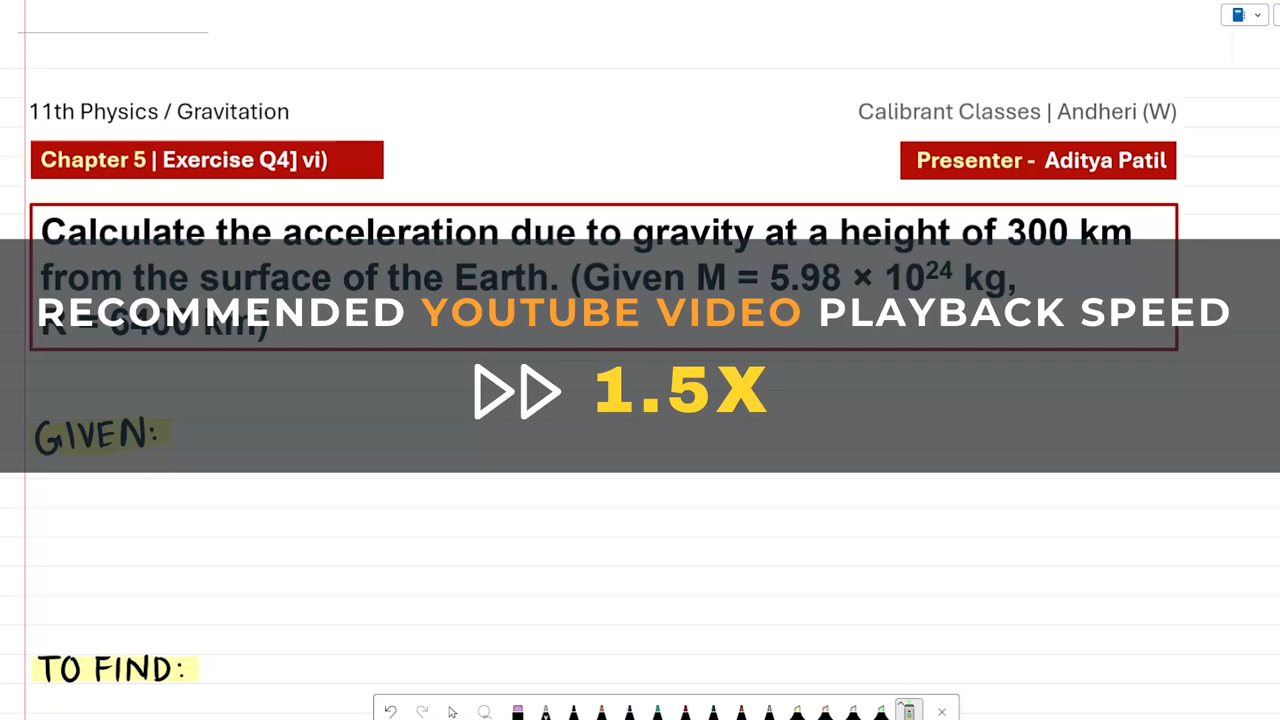 11th Physics / Gravitation
Calibrant Classes | Andheri (W)
Chapter 5 | Exercise Q4] vi)
Presenter - Aditya Patil
Calculate the acceleration due to gravity at a height of 300 km
from the surface of the Earth. (Given M = 5.98 × 10²⁴ kg,
R = 6400 km)
RECOMMENDED YOUTUBE VIDEO PLAYBACK SPEED
1.5X
GIVEN:
TO FIND: